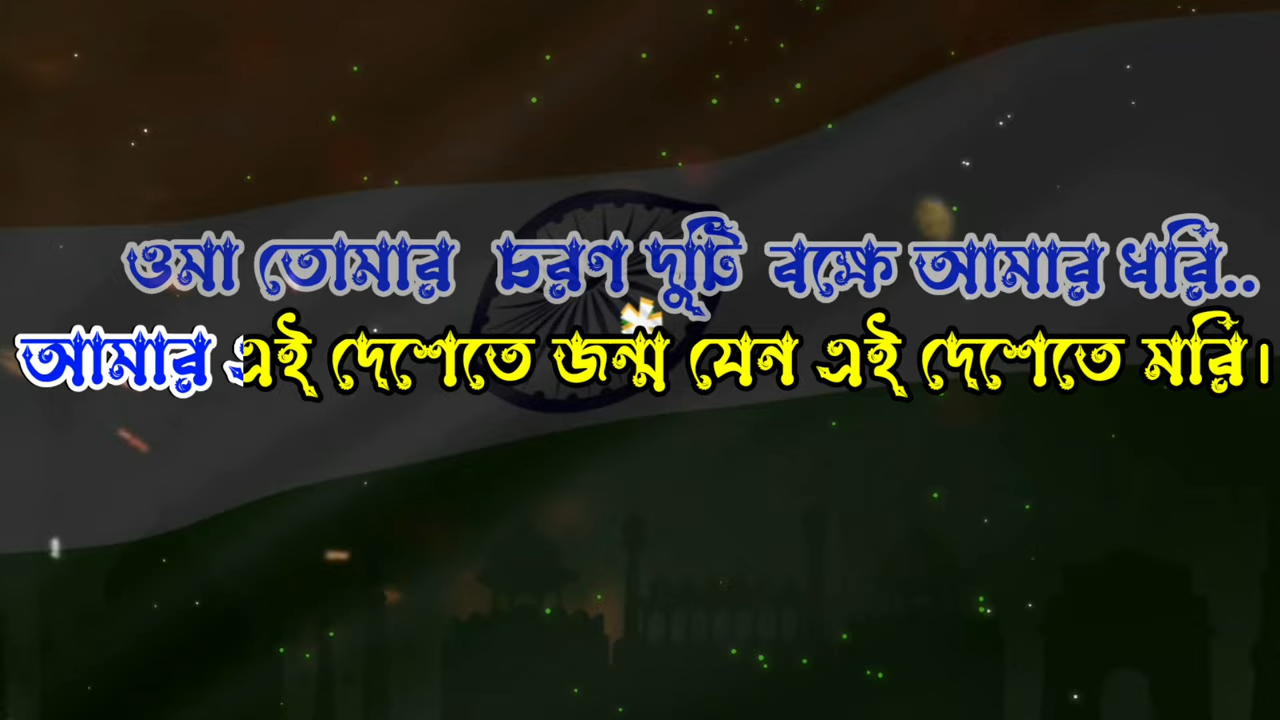 ওমা তোমার চরণ দুটি বক্ষে আমার ধরি..
আমার এই দেশেতে জন্ম যেন এই দেশেতে মরি।